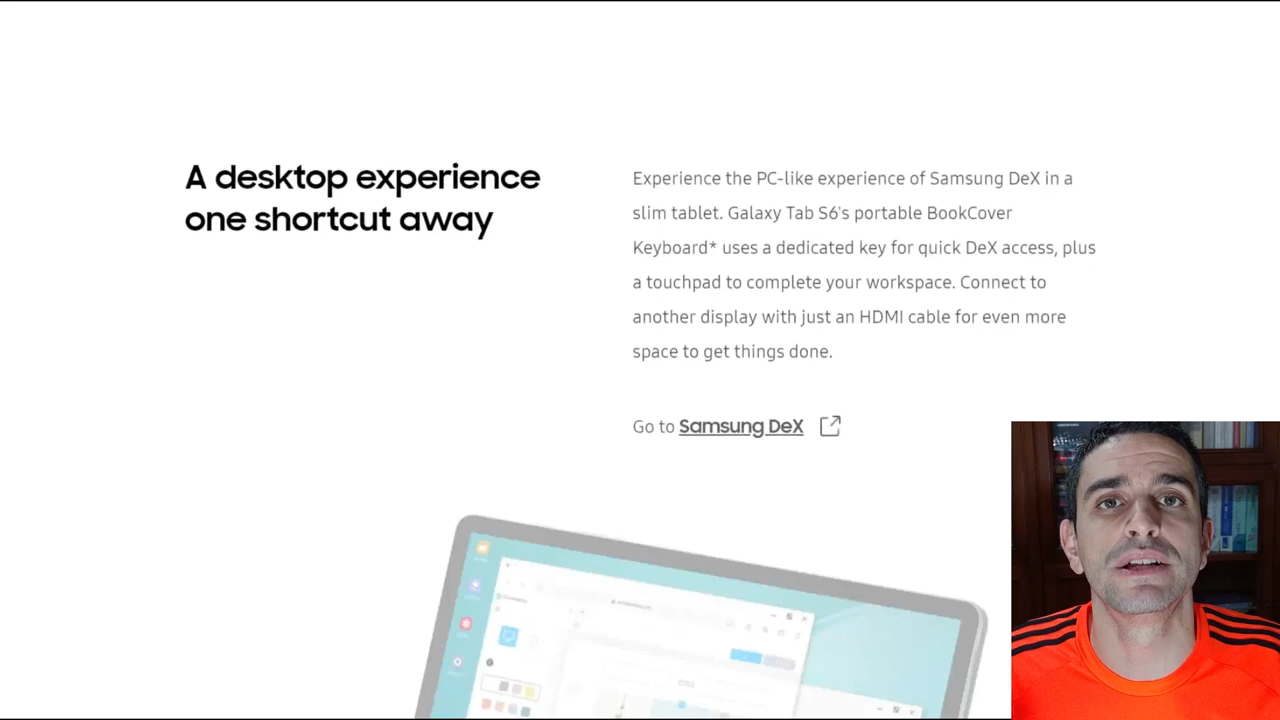 A desktop experience
one shortcut away
Experience the PC-like experience of Samsung DeX in a
slim tablet. Galaxy Tab S6's portable BookCover
Keyboard* uses a dedicated key for quick DeX access, plus
a touchpad to complete your workspace. Connect to
another display with just an HDMI cable for even more
space to get things done.
Go to Samsung DeX